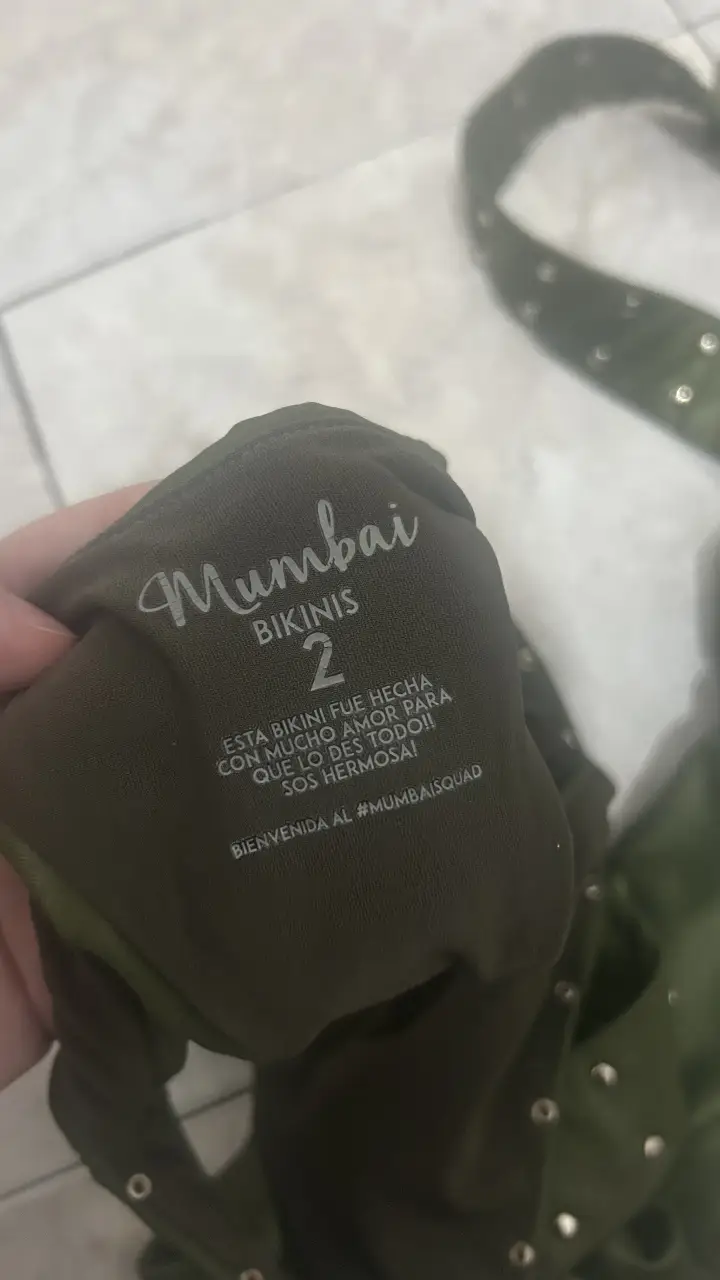 Mumbai
BIKINIS
2
ESTA BIKINI FUE HECHA
CON MUCHO AMOR PARA
QUE LO DES TODO!!
SOS HERMOSA!
BIENVENIDA AL #MUMBAISQUAD